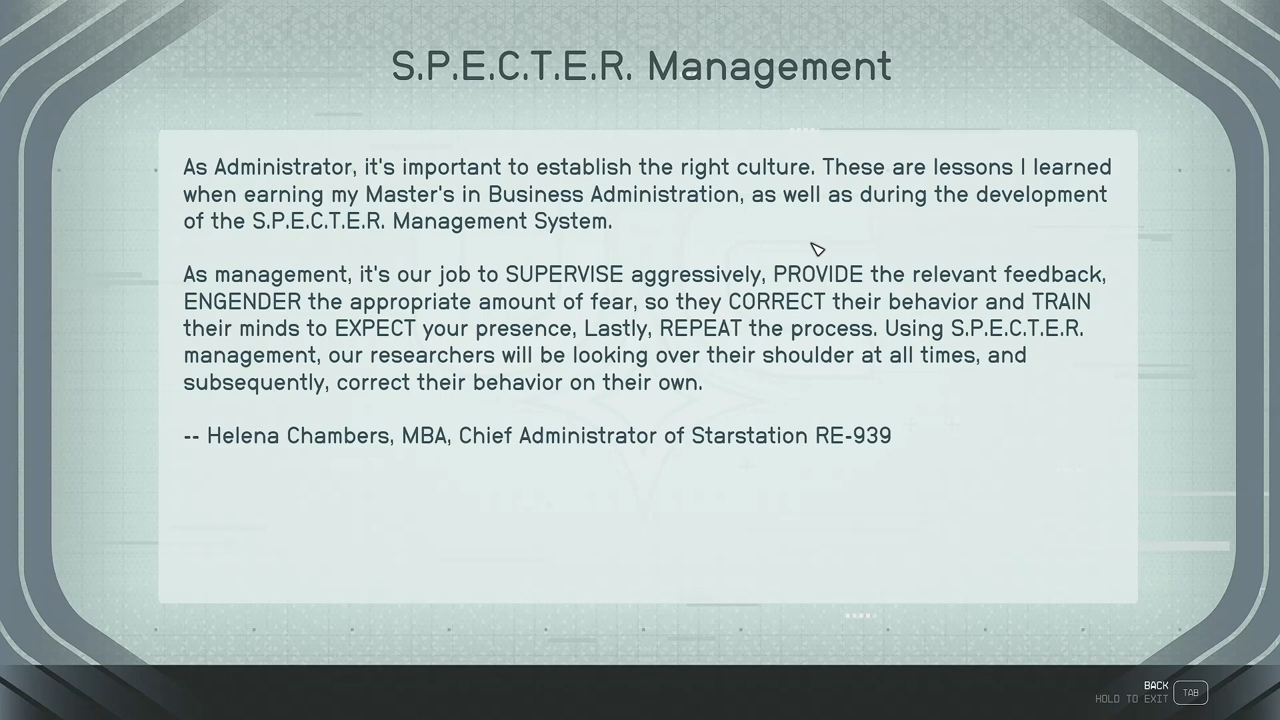 S.P.E.C.T.E.R. Management
As Administrator, it's important to establish the right culture. These are lessons I learned
when earning my Master's in Business Administration, as well as during the development
of the S.P.E.C.T.E.R. Management System.
As management, it's our job to SUPERVISE aggressively, PROVIDE the relevant feedback,
ENGENDER the appropriate amount of fear, so they CORRECT their behavior and TRAIN
their minds to EXPECT your presence, Lastly, REPEAT the process. Using S.P.E.C.T.E.R.
management, our researchers will be looking over their shoulder at all times, and
subsequently, correct their behavior on their own.
-- Helena Chambers, MBA, Chief Administrator of Starstation RE-939
BACK
HOLD TO EXIT
TAB